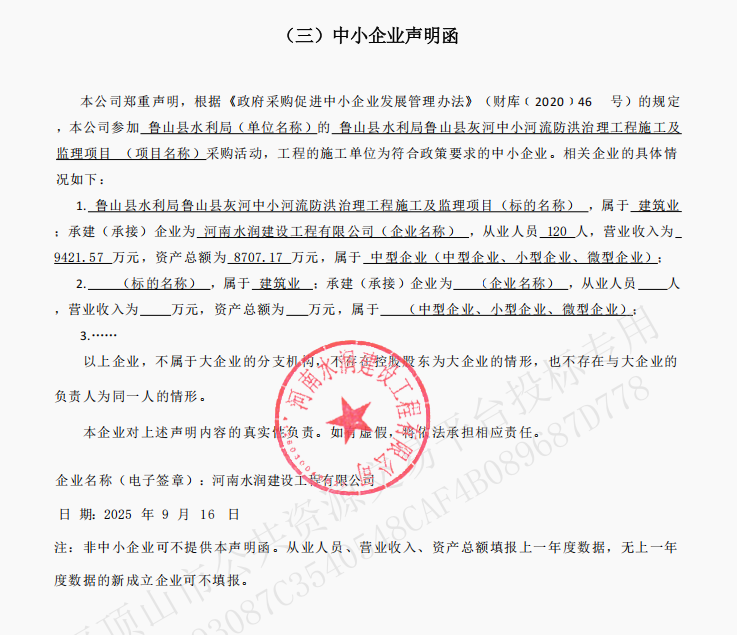 （三）中小企业声明函
本公司郑重声明，根据《政府采购促进中小企业发展管理办法》（财库﹝2020﹞46 号）的规定
，本公司参加 鲁山县水利局（单位名称）的 鲁山县水利局鲁山县灰河中小河流防洪治理工程施工及
监理项目 （项目名称）采购活动，工程的施工单位为符合政策要求的中小企业。相关企业的具体情
况如下：
1. 鲁山县水利局鲁山县灰河中小河流防洪治理工程施工及监理项目（标的名称） ，属于 建筑业
；承建（承接）企业为 河南水润建设工程有限公司（企业名称） ，从业人员 120 人，营业收入为
9421.57 万元，资产总额为 8707.17 万元，属于 中型企业（中型企业、小型企业、微型企业）；
2. （标的名称） ，属于 建筑业 ；承建（承接）企业为 （企业名称） ，从业人员 人
，营业收入为 万元，资产总额为 万元，属于 （中型企业、小型企业、微型企业）；
3.……
以上企业，不属于大企业的分支机构，不存在控股股东为大企业的情形，也不存在与大企业的
负责人为同一人的情形。
本企业对上述声明内容的真实性负责。如有虚假，将依法承担相应责任。
企业名称（电子签章）：河南水润建设工程有限公司
日 期：2025 年 9 月 16 日
注：非中小企业可不提供本声明函。从业人员、营业收入、资产总额填报上一年度数据，无上一年
度数据的新成立企业可不填报。
河南水润建设工程有限公司
顶山市公共资源交易平台投标专用
3087C3540548CAF4B089687D778